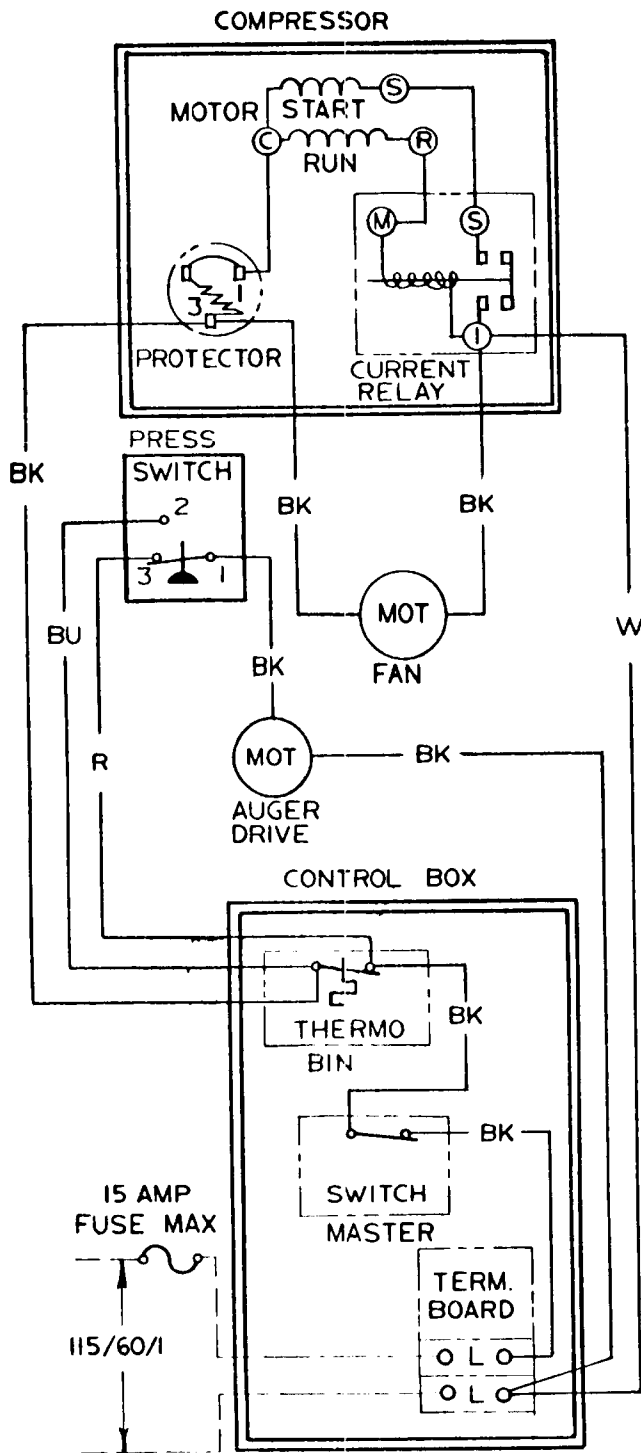 COMPRESSOR
MOTOR
START
S
C
RUN
R
M
S
3
1
1
PROTECTOR
CURRENT
RELAY
PRESS
SWITCH
BK
2
BK
BK
3
1
MOT
BU
W
BK
FAN
R
MOT
BK
AUGER
DRIVE
CONTROL BOX
THERMO
BK
BIN
BK
SWITCH
MASTER
15 AMP
FUSE MAX
TERM.
BOARD
115/60/1
L
L